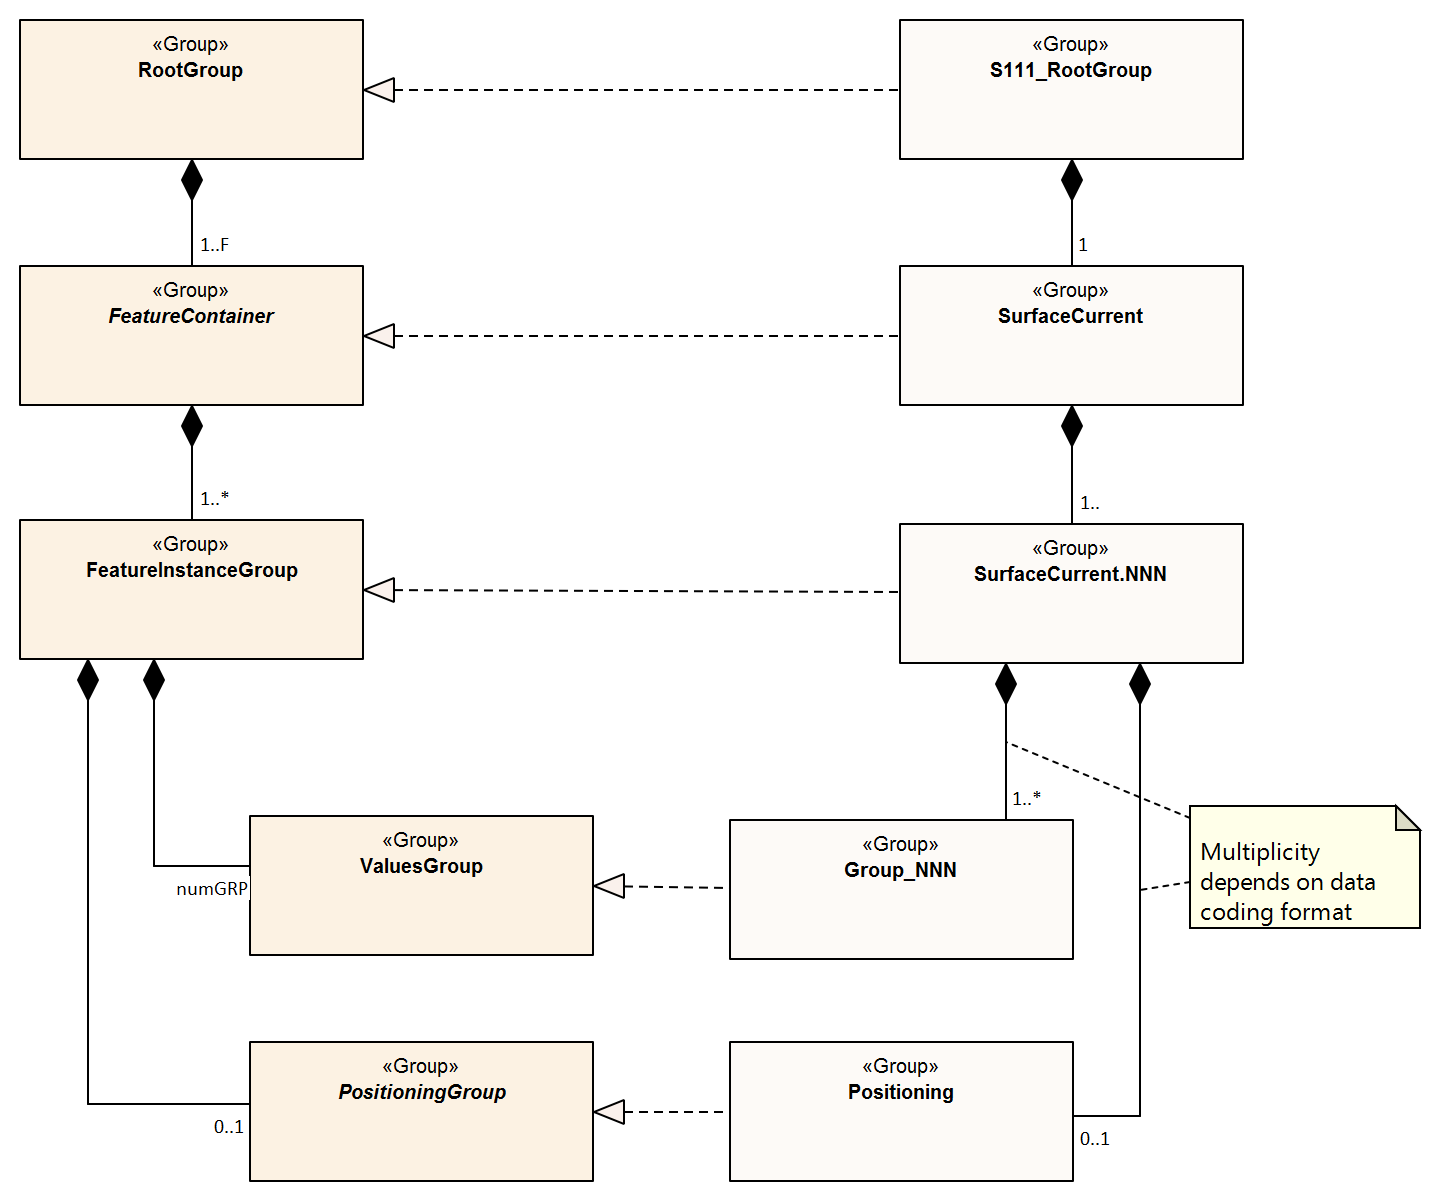 «Group»
RootGroup
«Group»
S111_RootGroup
1..F
1
«Group»
FeatureContainer
«Group»
SurfaceCurrent
1..*
1..
«Group»
FeatureInstanceGroup
«Group»
SurfaceCurrent.NNN
1..*
numGRP
«Group»
ValuesGroup
«Group»
Group_NNN
Multiplicity
depends on data
coding format
«Group»
PositioningGroup
«Group»
Positioning
0..1
0..1